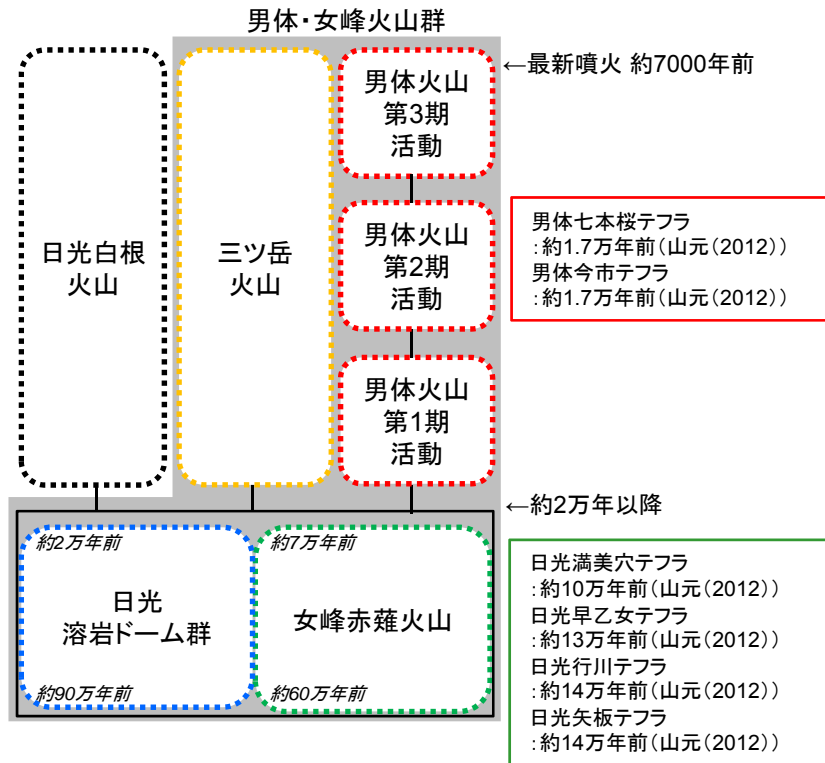 男体・女峰火山群
←最新噴火 約7000年前
日光白根
火山
三ツ岳
火山
男体火山
第3期
活動
男体火山
第2期
活動
男体火山
第1期
活動
男体七本桜テフラ
:約1.7万年前(山元(2012))
男体今市テフラ
:約1.7万年前(山元(2012))
←約2万年以降
約2万年前
日光
溶岩ドーム群
約90万年前
約7万年前
女峰赤薙火山
約60万年前
日光満美穴テフラ
:約10万年前(山元(2012))
日光早乙女テフラ
:約13万年前(山元(2012))
日光行川テフラ
:約14万年前(山元(2012))
日光矢板テフラ
:約14万年前(山元(2012))